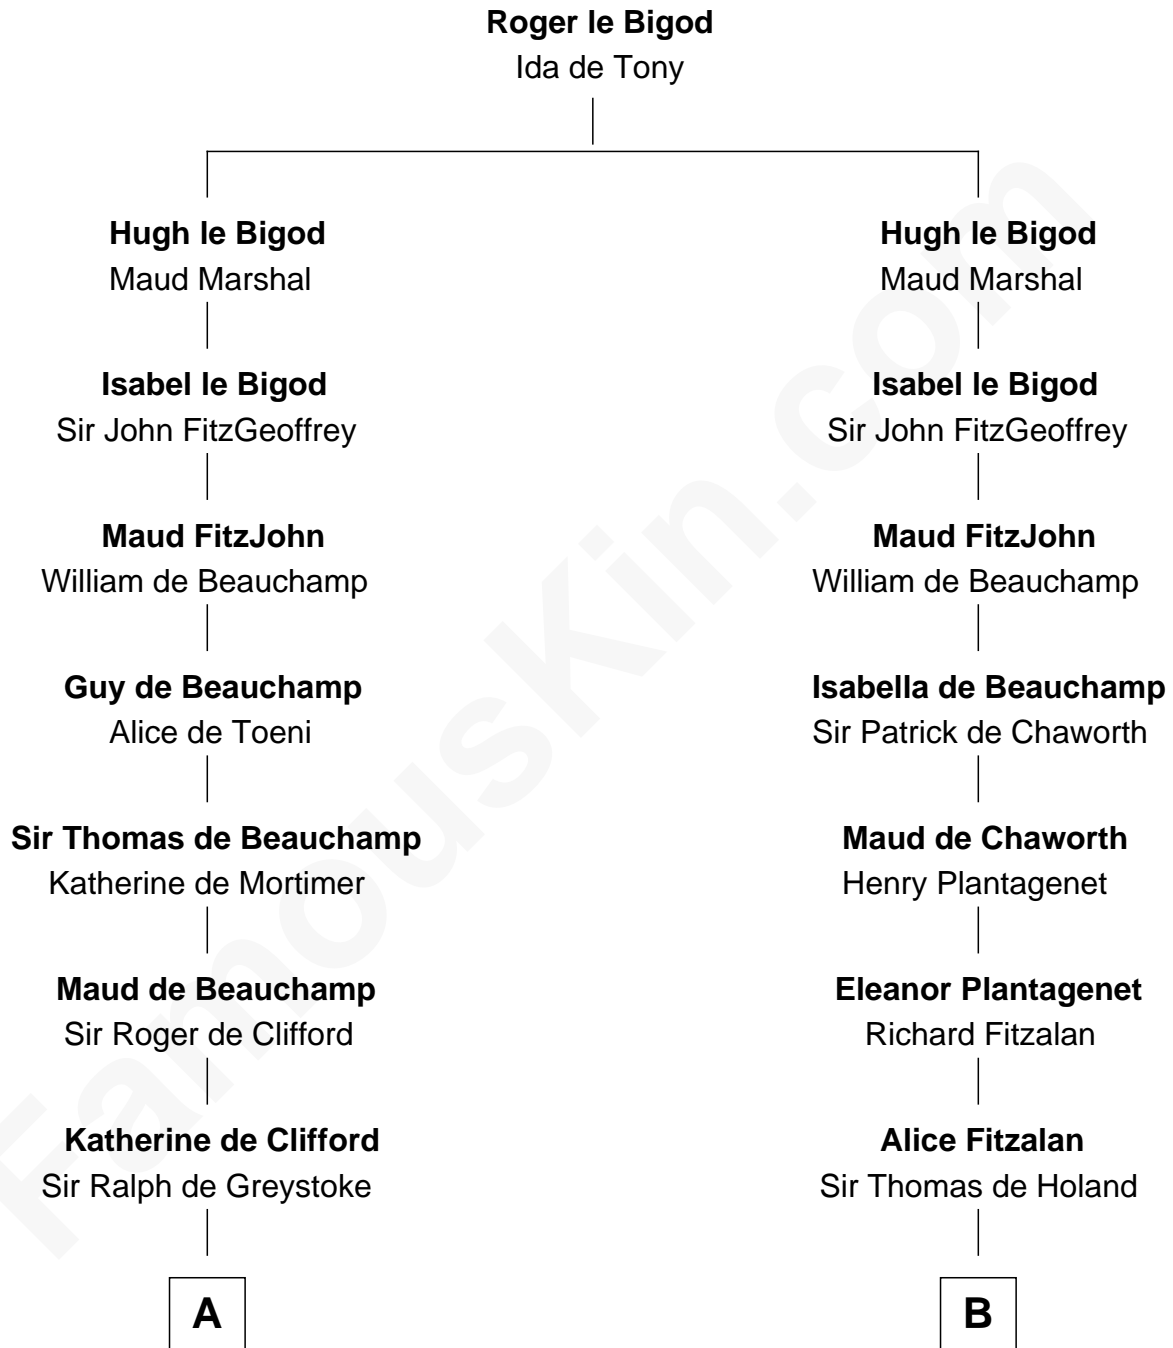 Roger le Bigod
Ida de Tony
Hugh le Bigod
Maud Marshal
Hugh le Bigod
Maud Marshal
Isabel le Bigod
Sir John FitzGeoffrey
Isabel le Bigod
Sir John FitzGeoffrey
Maud FitzJohn
William de Beauchamp
Maud FitzJohn
William de Beauchamp
Guy de Beauchamp
Alice de Toeni
Isabella de Beauchamp
Sir Patrick de Chaworth
Sir Thomas de Beauchamp
Katherine de Mortimer
Maud de Chaworth
Henry Plantagenet
Maud de Beauchamp
Sir Roger de Clifford
Eleanor Plantagenet
Richard Fitzalan
Katherine de Clifford
Sir Ralph de Greystoke
Alice Fitzalan
Sir Thomas de Holand
A
B
FamousKin.com